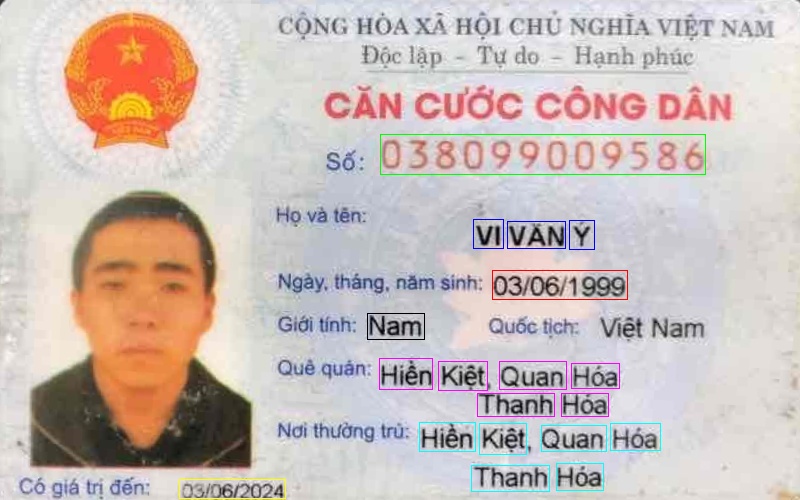 CỘNG HÒA XÃ HỘI CHỦ NGHĨA VIỆT NAM
Độc lập - Tự do - Hạnh phúc
CĂN CƯỚC CÔNG DÂN
Số: 038099009586
Họ và tên:
VI VĂN Ý
Ngày, tháng, năm sinh: 03/06/1999
Giới tính: Nam Quốc tịch: Việt Nam
Quê quán: Hiền Kiệt, Quan Hóa
Thanh Hóa
Nơi thường trú: Hiền Kiệt, Quan Hóa
Thanh Hóa
Có giá trị đến: 03/06/2024